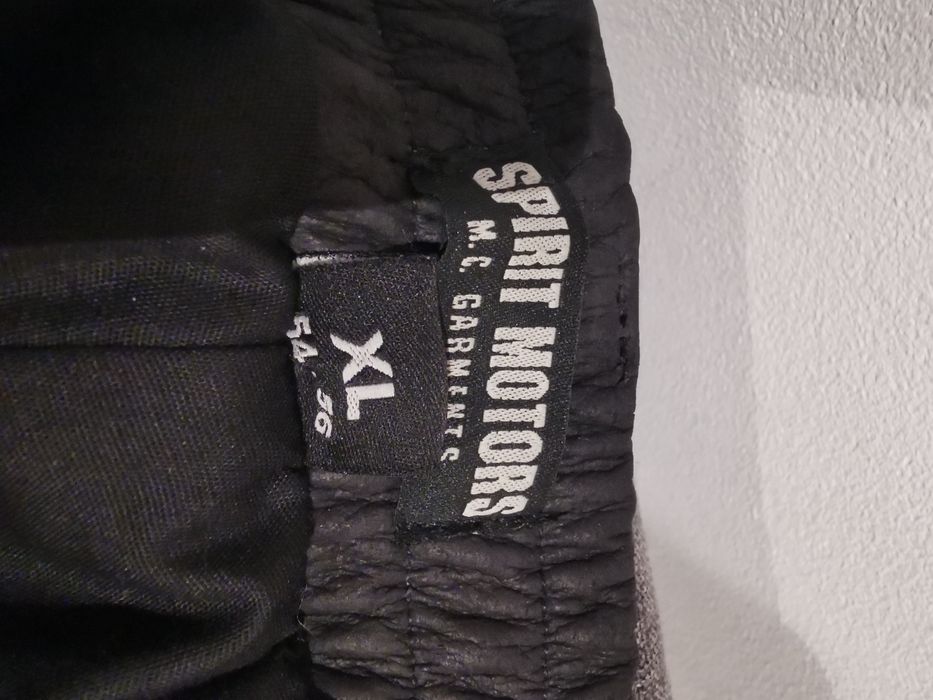 SPIRIT MOTORS
M.C. GARMENTS
XL
54 · 56